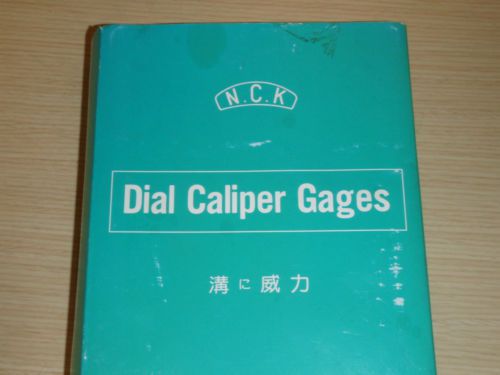 N.C.K
Dial Caliper Gages
溝に威力